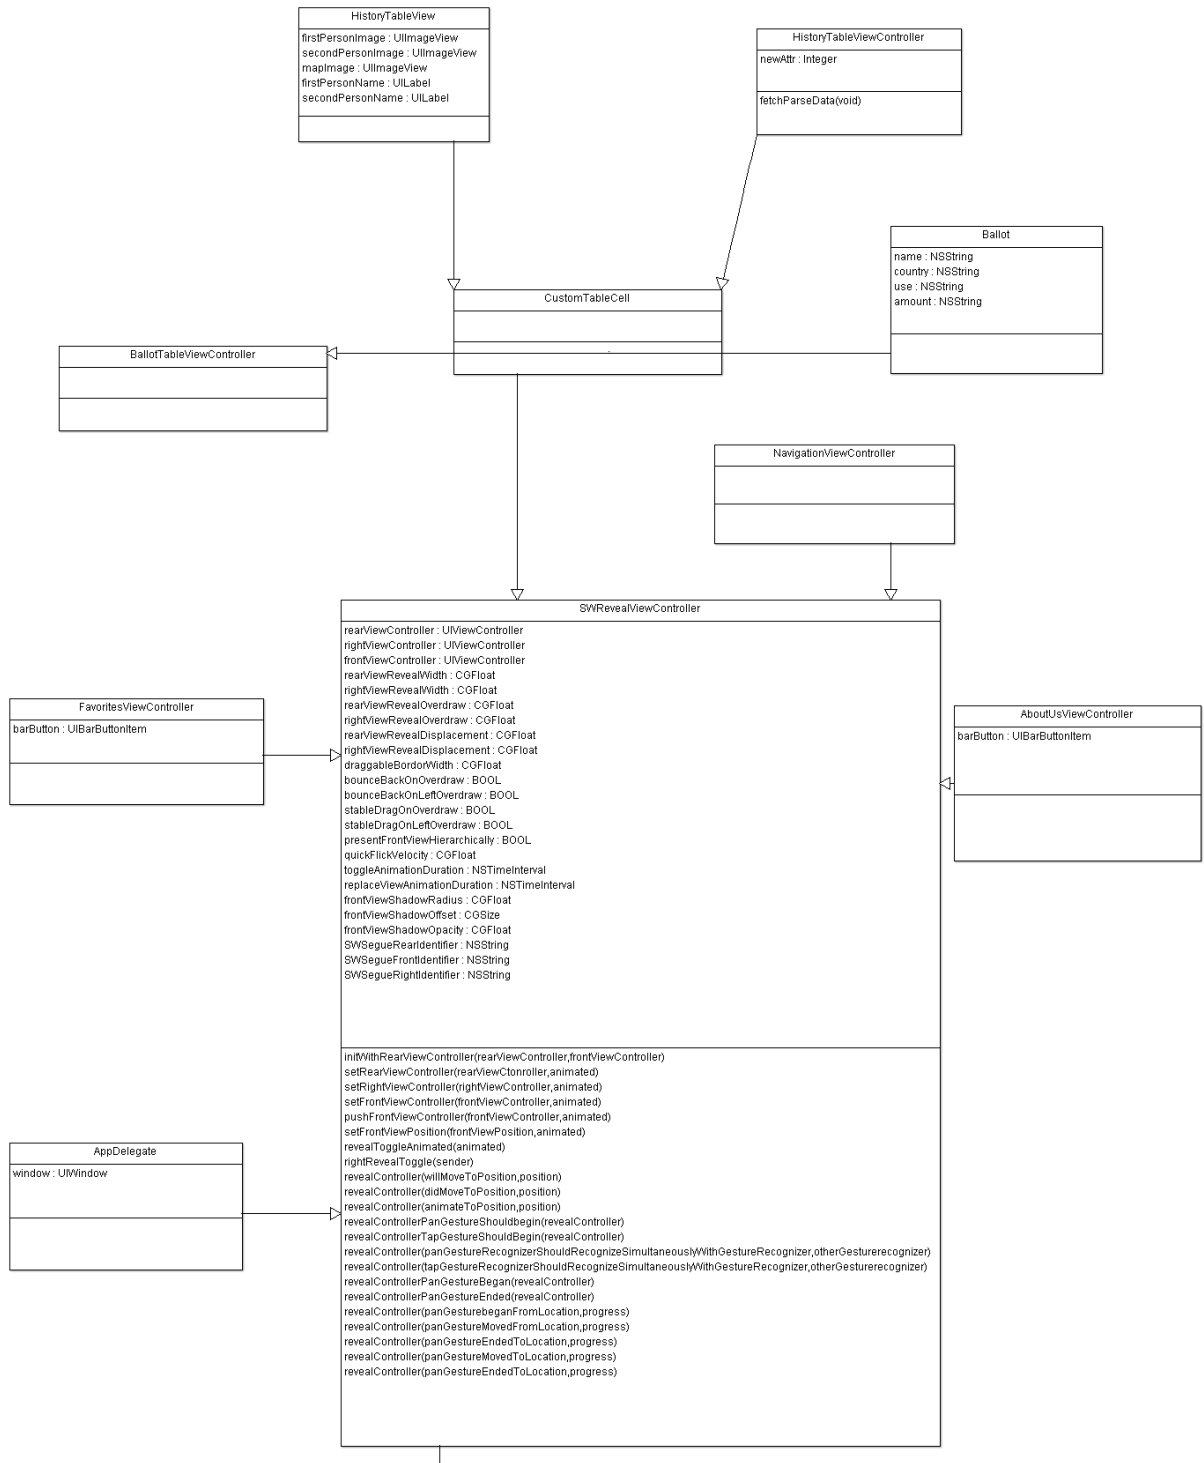 HistoryTableView
firstPersonImage : UIImageView
secondPersonImage : UIImageView
mapImage : UIImageView
firstPersonName : UILabel
secondPersonName : UILabel
HistoryTableViewController
newAttr : Integer
fetchParseData(void)
Ballot
name : NSString
country : NSString
use : NSString
amount : NSString
CustomTableCell
BallotTableViewController
NavigationViewController
SWRevealViewController
rearViewController : UIViewController
rightViewController : UIViewController
frontViewController : UIViewController
rearViewRevealWidth : CGFloat
rightViewRevealWidth : CGFloat
rearViewRevealOverdraw : CGFloat
rightViewRevealOverdraw : CGFloat
rearViewRevealDisplacement : CGFloat
rightViewRevealDisplacement : CGFloat
draggableBordorWidth : CGFloat
bounceBackOnOverdraw : BOOL
bounceBackOnLeftOverdraw : BOOL
stableDragOnOverdraw : BOOL
stableDragOnLeftOverdraw : BOOL
presentFrontViewHierarchically : BOOL
quickFlickVelocity : CGFloat
toggleAnimationDuration : NSTimeInterval
replaceViewAnimationDuration : NSTimeInterval
frontViewShadowRadius : CGFloat
frontViewShadowOffset : CGSize
frontViewShadowOpacity : CGFloat
SWSegueRearIdentifier : NSString
SWSegueFrontIdentifier : NSString
SWSegueRightIdentifier : NSString
initWithRearViewController(rearViewController,frontViewController)
setRearViewController(rearViewCtonroller,animated)
setRightViewController(rightViewController,animated)
setFrontViewController(frontViewController,animated)
pushFrontViewController(frontViewController,animated)
setFrontViewPosition(frontViewPosition,animated)
revealToggleAnimated(animated)
rightRevealToggle(sender)
revealController(willMoveToPosition,position)
revealController(didMoveToPosition,position)
revealController(animateToPosition,position)
revealControllerPanGestureShouldbegin(revealController)
revealControllerTapGestureShouldBegin(revealController)
revealController(panGestureRecognizerShouldRecognizeSimultaneouslyWithGestureRecognizer,otherGesturerecognizer)
revealController(tapGestureRecognizerShouldRecognizeSimultaneouslyWithGestureRecognizer,otherGesturerecognizer)
revealControllerPanGestureBegan(revealController)
revealControllerPanGestureEnded(revealController)
revealController(panGesturebeganFromLocation,progress)
revealController(panGestureMovedFromLocation,progress)
revealController(panGestureEndedToLocation,progress)
revealController(panGestureMovedToLocation,progress)
revealController(panGestureEndedToLocation,progress)
FavoritesViewController
barButton : UIBarButtonItem
AboutUsViewController
barButton : UIBarButtonItem
AppDelegate
window : UIWindow